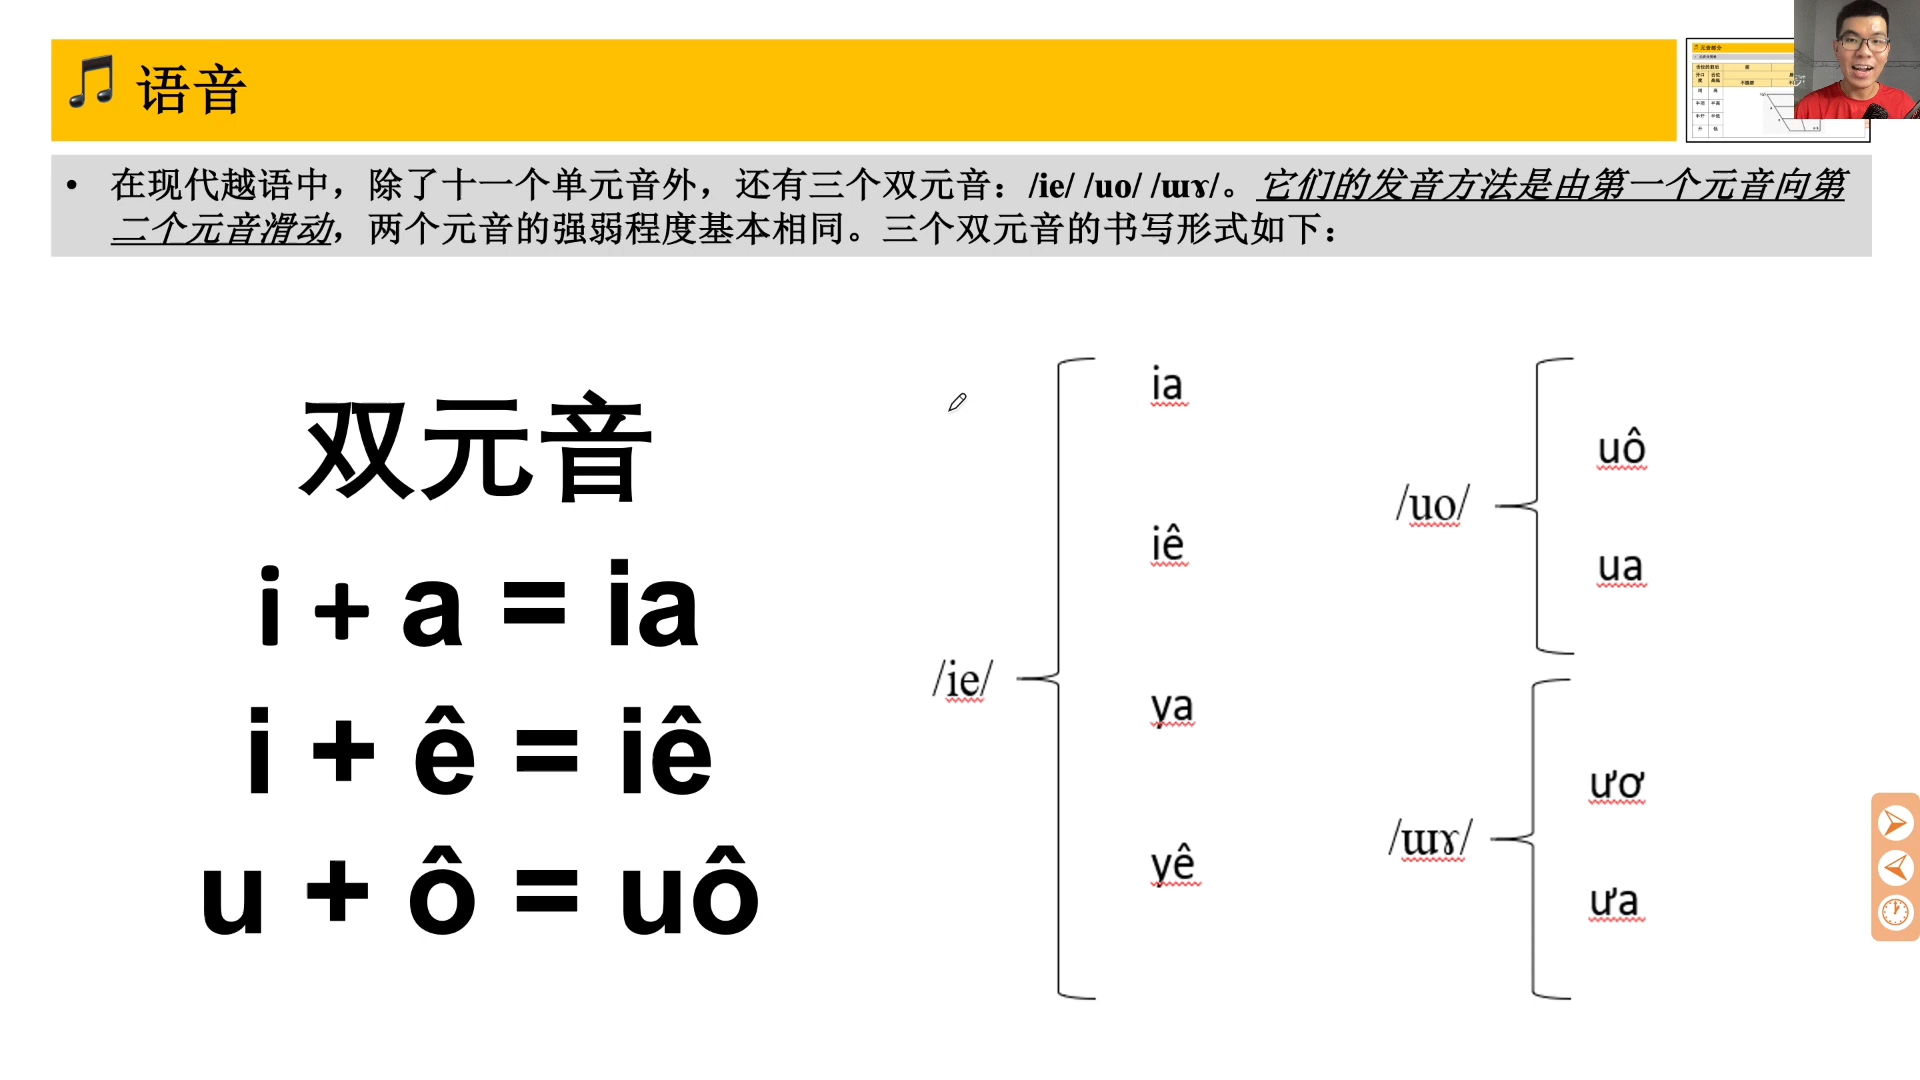 语音
在现代越语中，除了十一个单元音外，还有三个双元音：/ie/ /uo/ /ɯɤ/。它们的发音方法是由第一个元音向第
二个元音滑动，两个元音的强弱程度基本相同。三个双元音的书写形式如下：
双元音
i + a = ia
i + ê = iê
u + ô = uô
/ie/
ia
iê
ya
yê
/uo/
uô
ua
/ɯɤ/
ươ
ưa